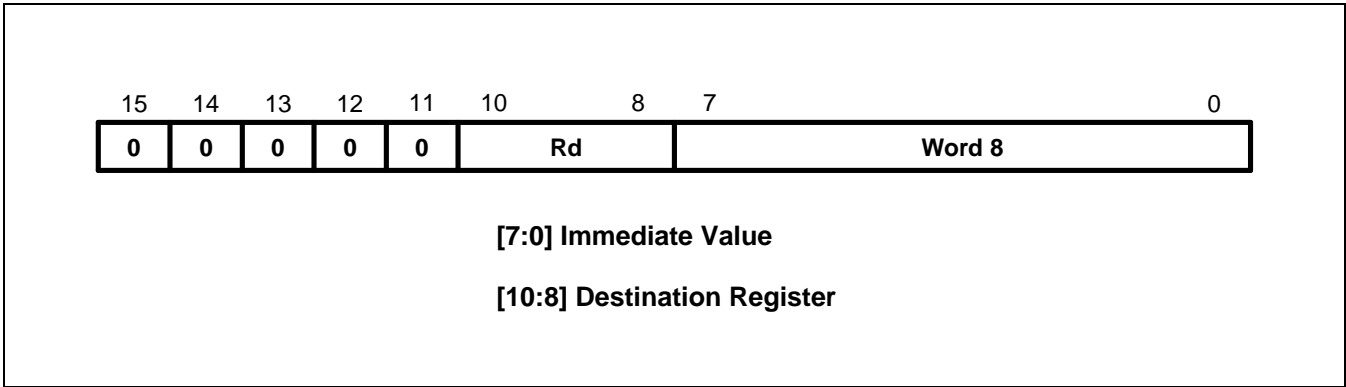 15 14 13 12 11 10 8 7 0
0 0 0 0 0 Rd Word 8
[7:0] Immediate Value
[10:8] Destination Register